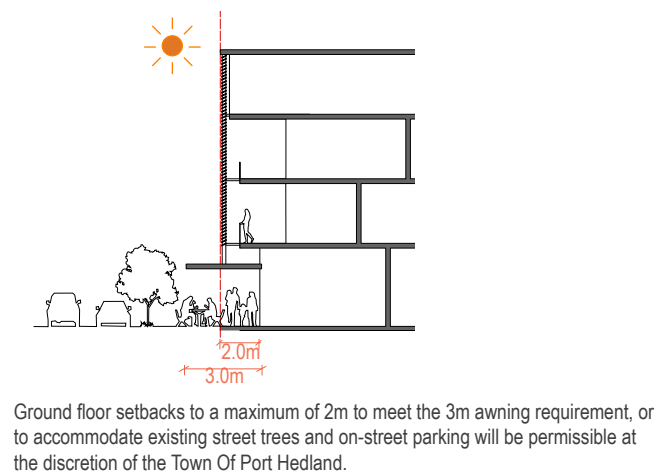 2.0m
3.0m
Ground floor setbacks to a maximum of 2m to meet the 3m awning requirement, or
to accommodate existing street trees and on-street parking will be permissible at
the discretion of the Town Of Port Hedland.